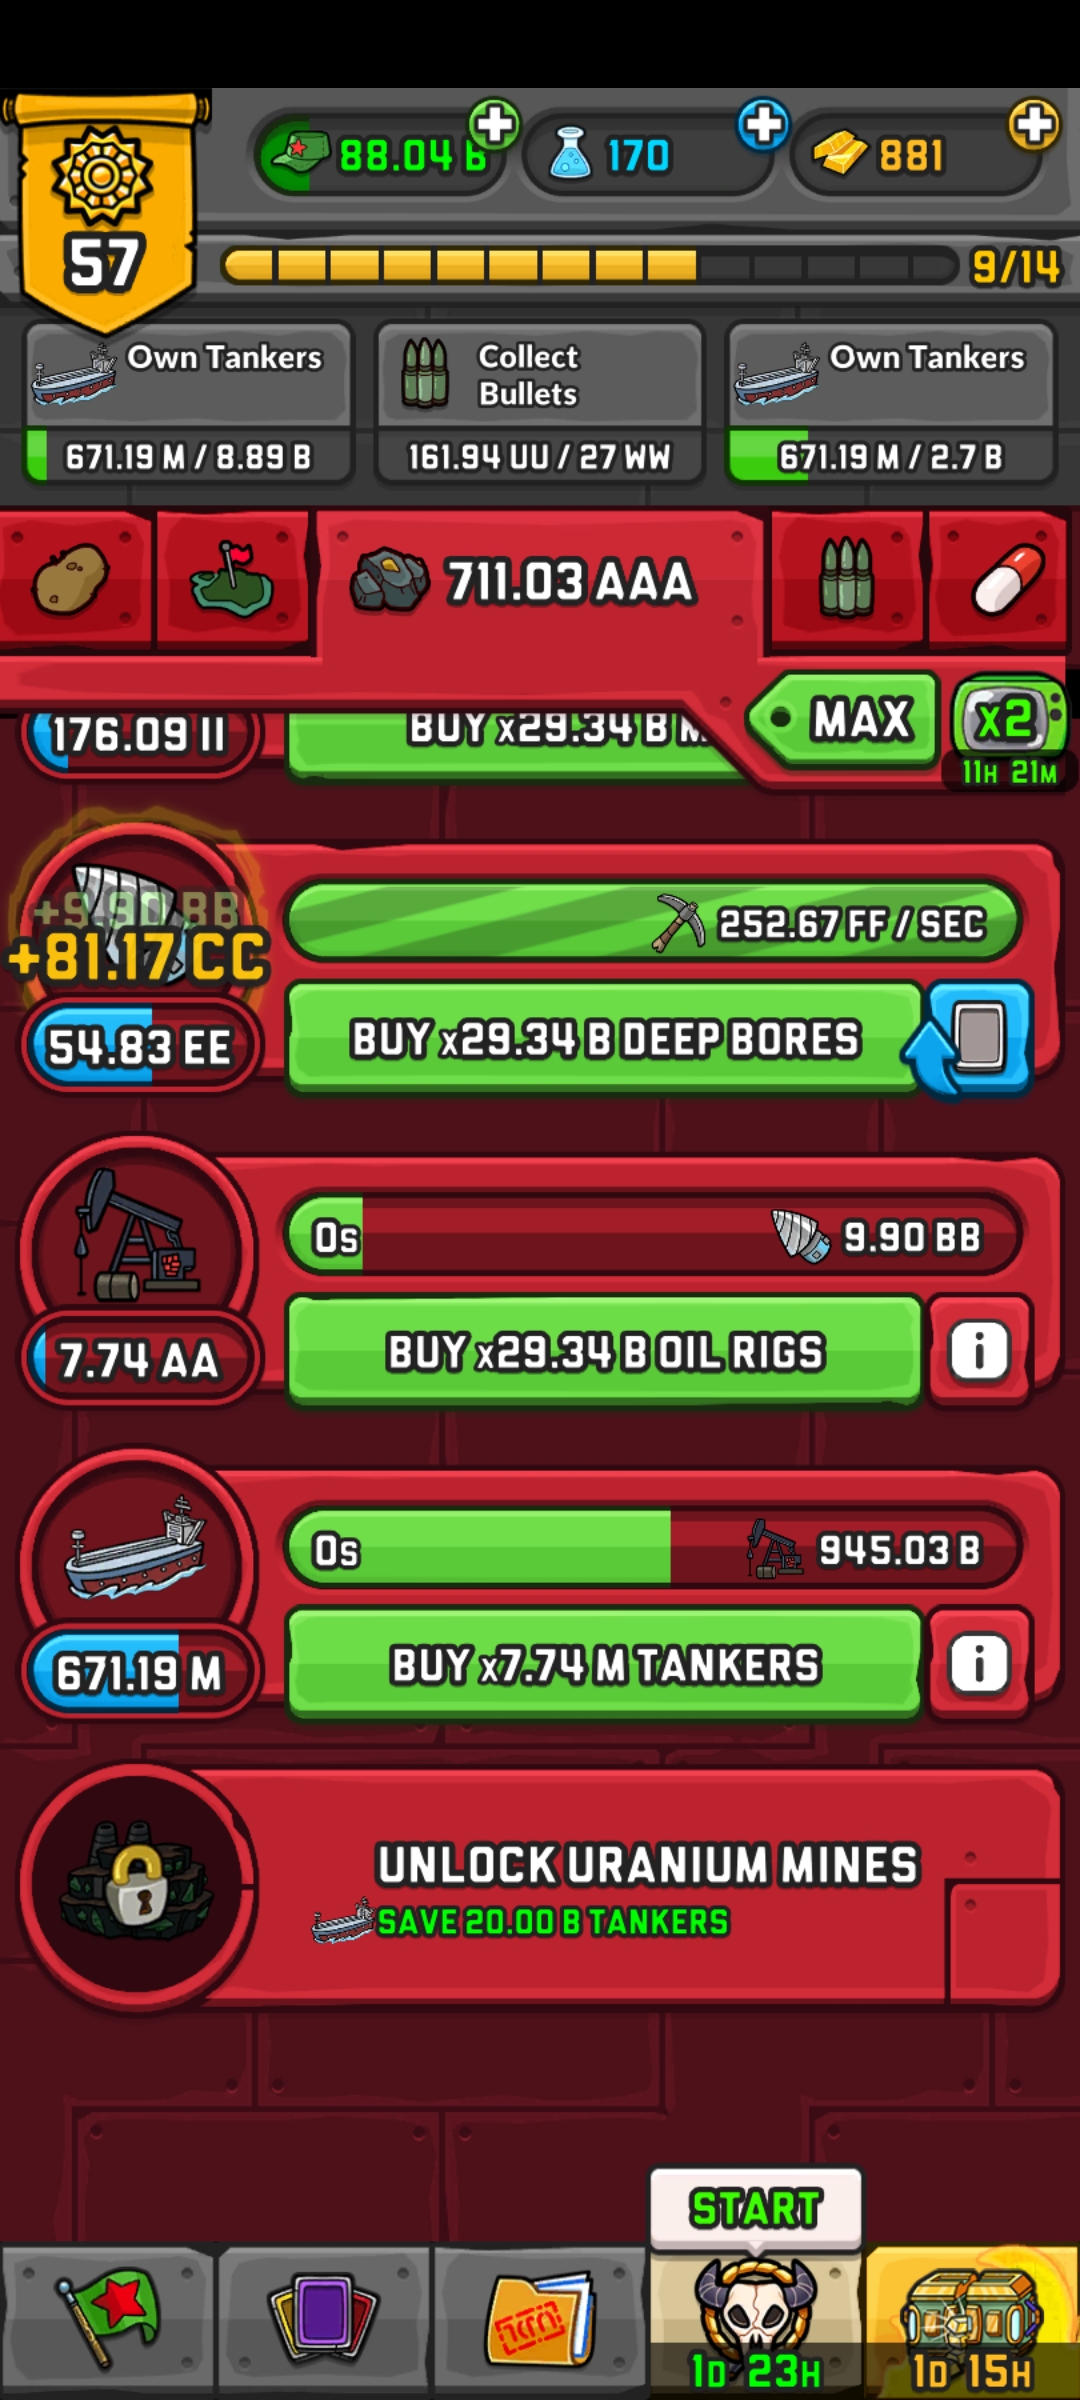 88.04 B
170
881
57
9/14
Own Tankers
671.19 M / 8.89 B
Collect
Bullets
161.94 UU / 27 WW
Own Tankers
671.19 M / 2.7 B
711.03 AAA
MAX
x2
11H 21M
176.09 II
BUY x29.34 B M
+9.90 BB
+81.17 CC
252.67 FF / SEC
54.83 EE
BUY x29.34 B DEEP BORES
0s
9.90 BB
7.74 AA
BUY x29.34 B OIL RIGS
i
0s
945.03 B
671.19 M
BUY x7.74 M TANKERS
i
UNLOCK URANIUM MINES
SAVE 20.00 B TANKERS
START
1D 23H
1D 15H